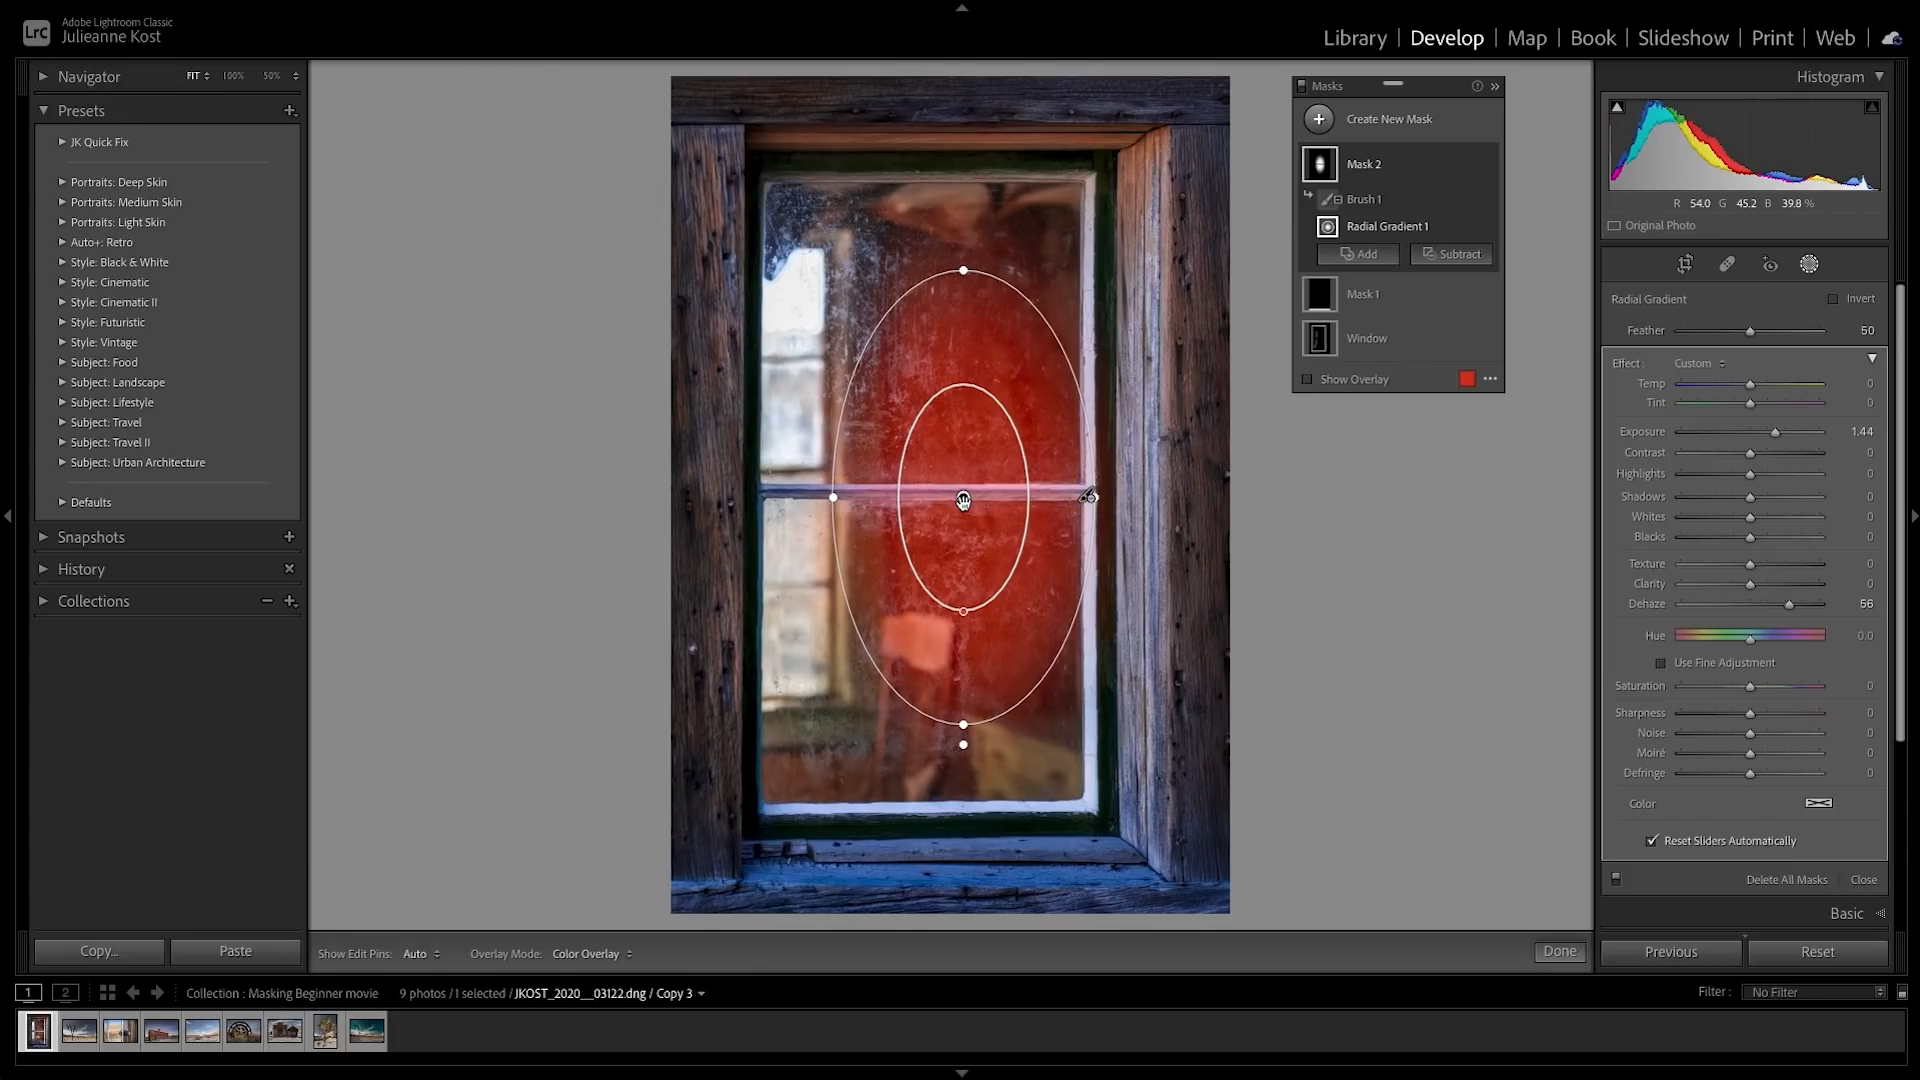 Lrc
Adobe Lightroom Classic
Julieanne Kost
Library | Develop | Map | Book | Slideshow | Print | Web |
Navigator FIT 100% 50%
Presets
JK Quick Fix
Portraits: Deep Skin
Portraits: Medium Skin
Portraits: Light Skin
Auto+: Retro
Style: Black & White
Style: Cinematic
Style: Cinematic II
Style: Futuristic
Style: Vintage
Subject: Food
Subject: Landscape
Subject: Lifestyle
Subject: Travel
Subject: Travel II
Subject: Urban Architecture
Defaults
Snapshots
History
Collections
Copy...
Paste
Masks
Create New Mask
Mask 2
Brush 1
Radial Gradient 1
Add
Subtract
Mask 1
Window
Show Overlay
Histogram
R 54.0 G 45.2 B 39.8 %
Original Photo
Radial Gradient
Invert
Feather 50
Effect : Custom
Temp 0
Tint 0
Exposure 1.44
Contrast 0
Highlights 0
Shadows 0
Whites 0
Blacks 0
Texture 0
Clarity 0
Dehaze 56
Hue 0.0
Use Fine Adjustment
Saturation 0
Sharpness 0
Noise 0
Moiré 0
Defringe 0
Color
Reset Sliders Automatically
Delete All Masks
Close
Basic
Previous
Reset
Show Edit Pins: Auto
Overlay Mode: Color Overlay
Done
1 2 Collection : Masking Beginner movie 9 photos / 1 selected / JKOST_2020__03122.dng / Copy 3
Filter : No Filter